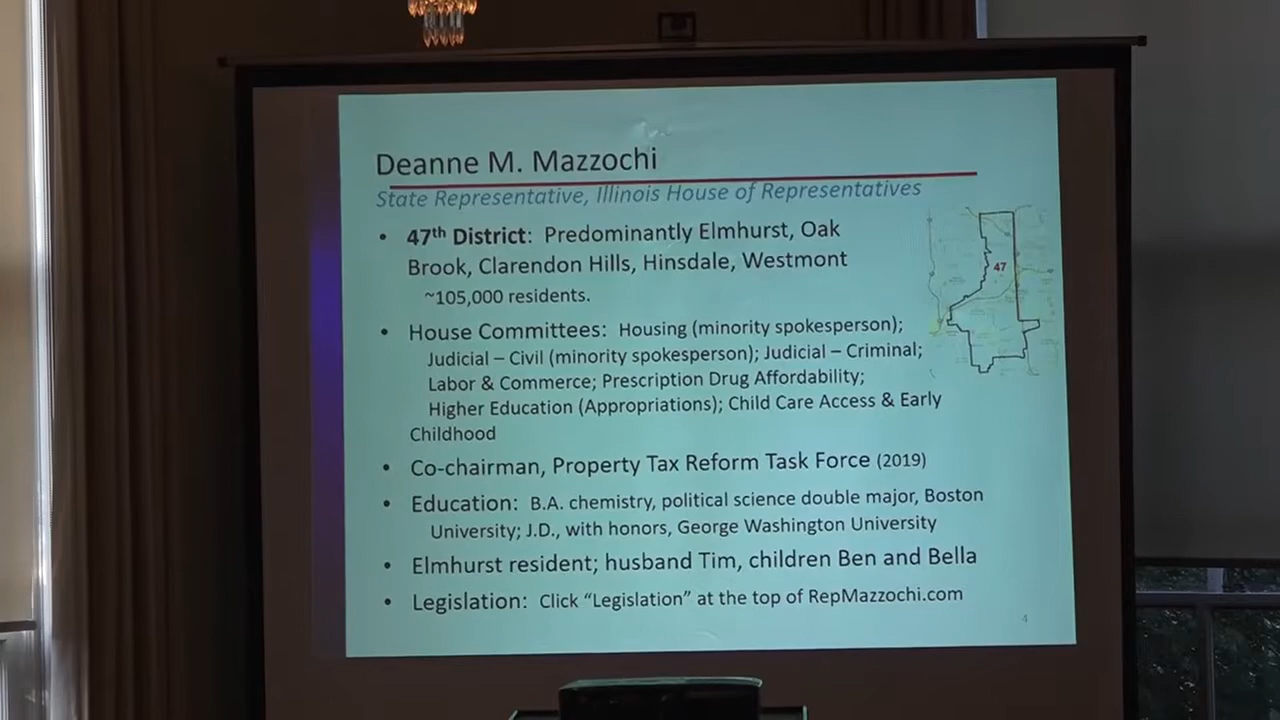 Deanne M. Mazzochi
State Representative, Illinois House of Representatives
• 47th District: Predominantly Elmhurst, Oak
Brook, Clarendon Hills, Hinsdale, Westmont
~105,000 residents.
47
• House Committees: Housing (minority spokesperson);
Judicial – Civil (minority spokesperson); Judicial – Criminal;
Labor & Commerce; Prescription Drug Affordability;
Higher Education (Appropriations); Child Care Access & Early
Childhood
• Co-chairman, Property Tax Reform Task Force (2019)
• Education: B.A. chemistry, political science double major, Boston
University; J.D., with honors, George Washington University
• Elmhurst resident; husband Tim, children Ben and Bella
• Legislation: Click “Legislation” at the top of RepMazzochi.com
4